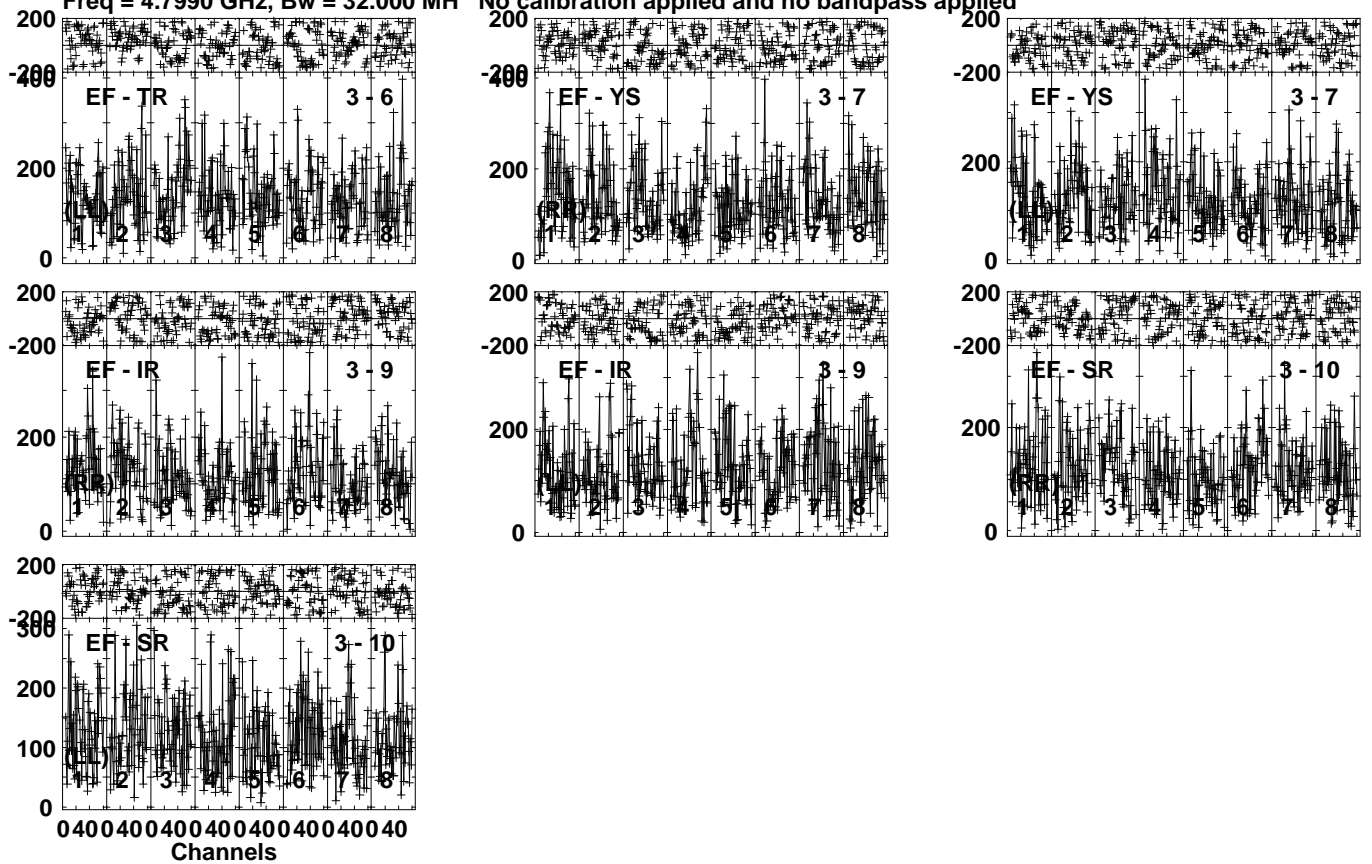 Freq = 4.7990 GHz, Bw = 32.000 MH No calibration applied and no bandpass applied
200 200 200
-200 -200 -200
400 400
EF - TR 3 - 6 EF - YS 3 - 7 EF - YS 3 - 7
200 200 200
(LL) (RR) (LL)
1 2 3 4 5 6 7 8 1 2 3 4 5 6 7 8 1 2 3 4 5 6 7 8
0 0 0
200 200 200
-200 -200 -200
EF - IR 3 - 9 EF - IR 3 - 9 EF - SR 3 - 10
200 200 200
(RR) (LL) (RR)
1 2 3 4 5 6 7 8 1 2 3 4 5 6 7 8 1 2 3 4 5 6 7 8
0 0 0
200
-200
300
EF - SR 3 - 10
200
100
(LL)
1 2 3 4 5 6 7 8
0
0 40 0 40 0 40 0 40 0 40 0 40 0 40 0 40
Channels